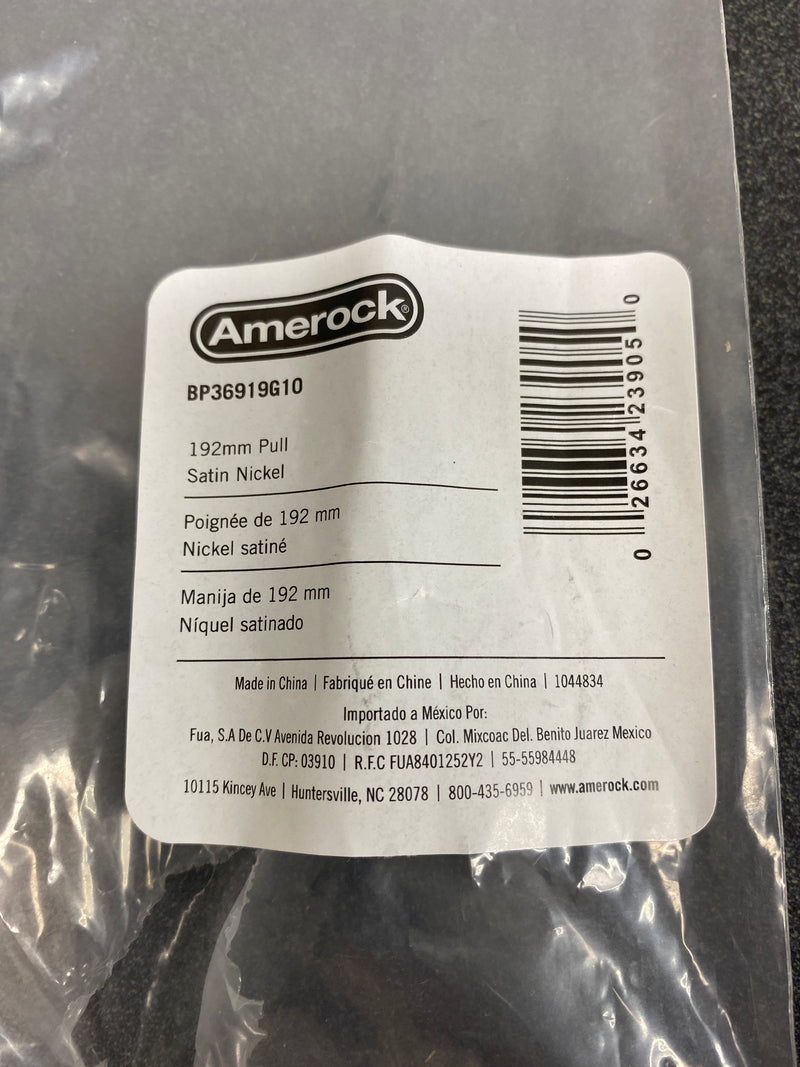 Amerock®
BP36919G10
192mm Pull
Satin Nickel
Poignée de 192 mm
Nickel satiné
Manija de 192 mm
Níquel satinado
0 26634 23905 0
Made in China | Fabriqué en Chine | Hecho en China | 1044834
Importado a México Por:
Fua, S.A De C.V Avenida Revolucion 1028 | Col. Mixcoac Del. Benito Juarez Mexico
D.F. CP: 03910 | R.F.C FUA8401252Y2 | 55-55984448
10115 Kincey Ave | Huntersville, NC 28078 | 800-435-6959 | www.amerock.com